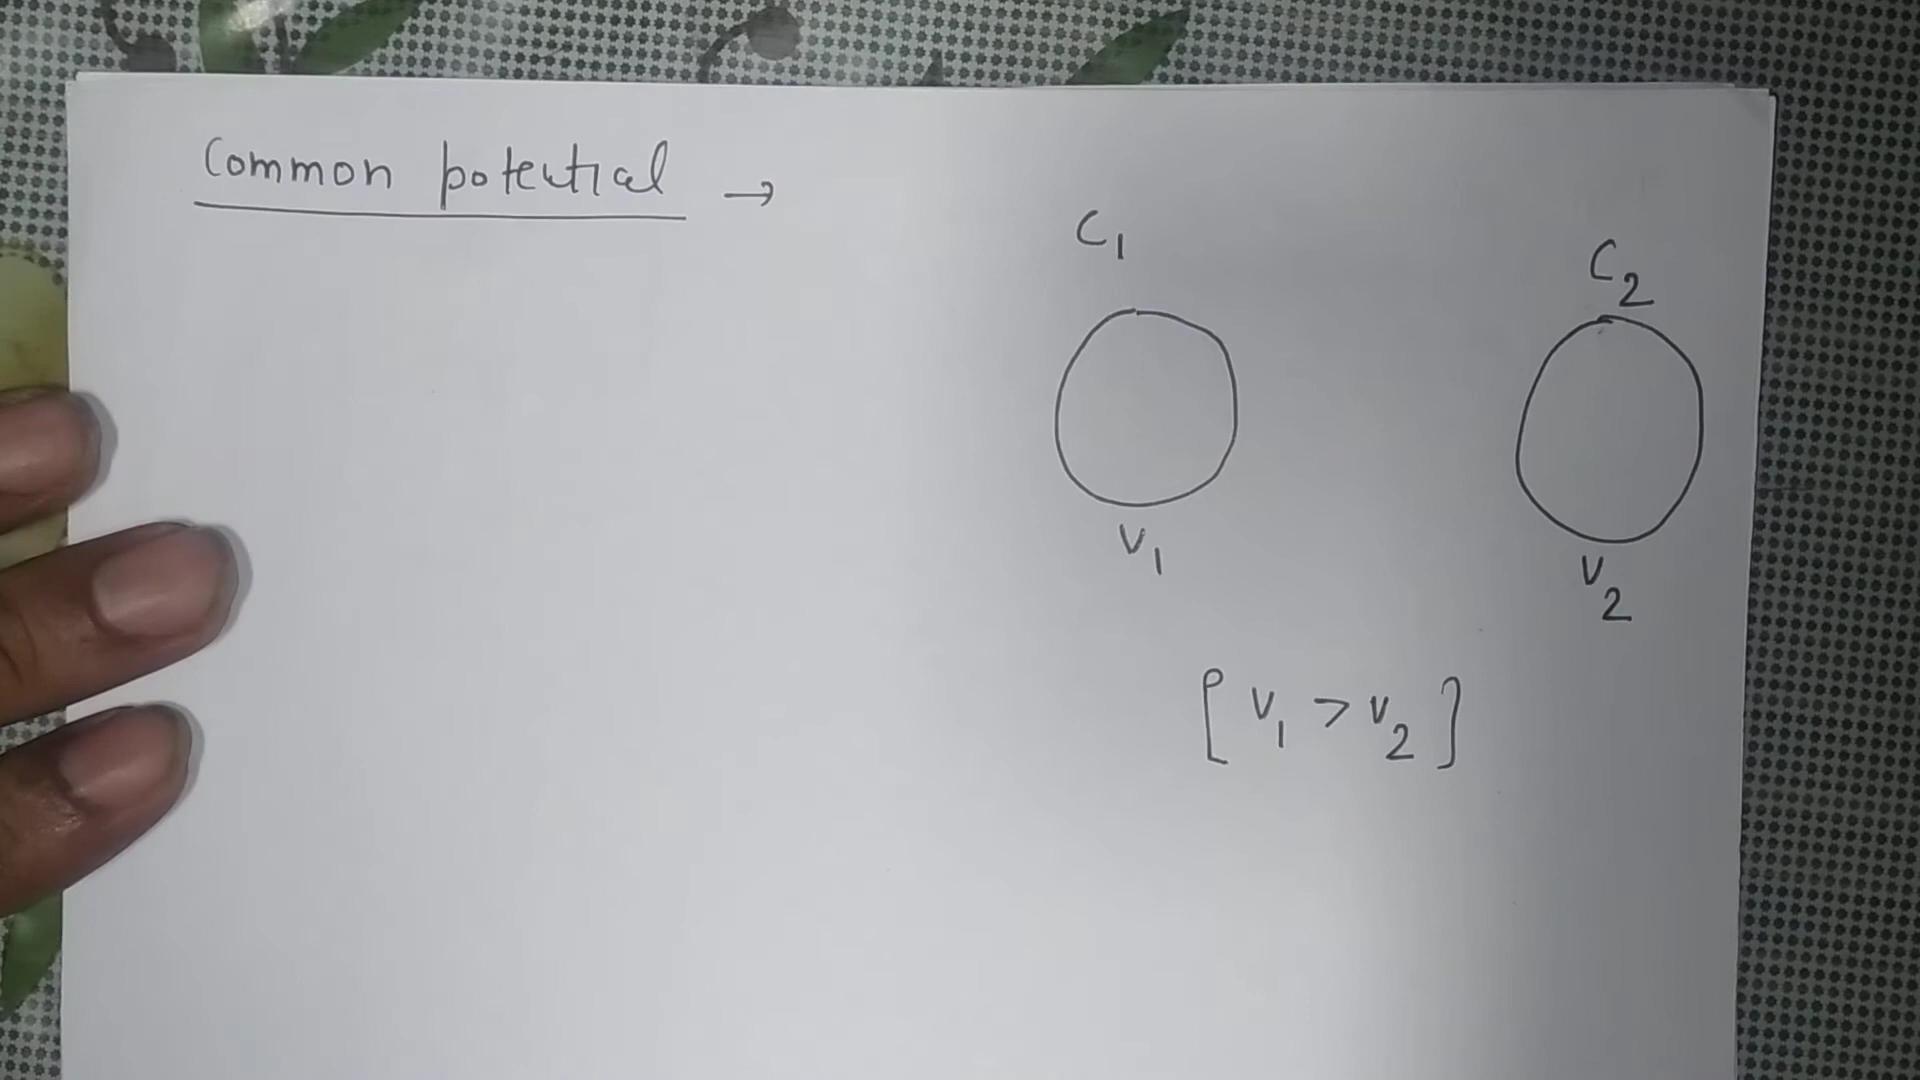 Common potential →
C1
C2
V1
V2
[V1 > V2]